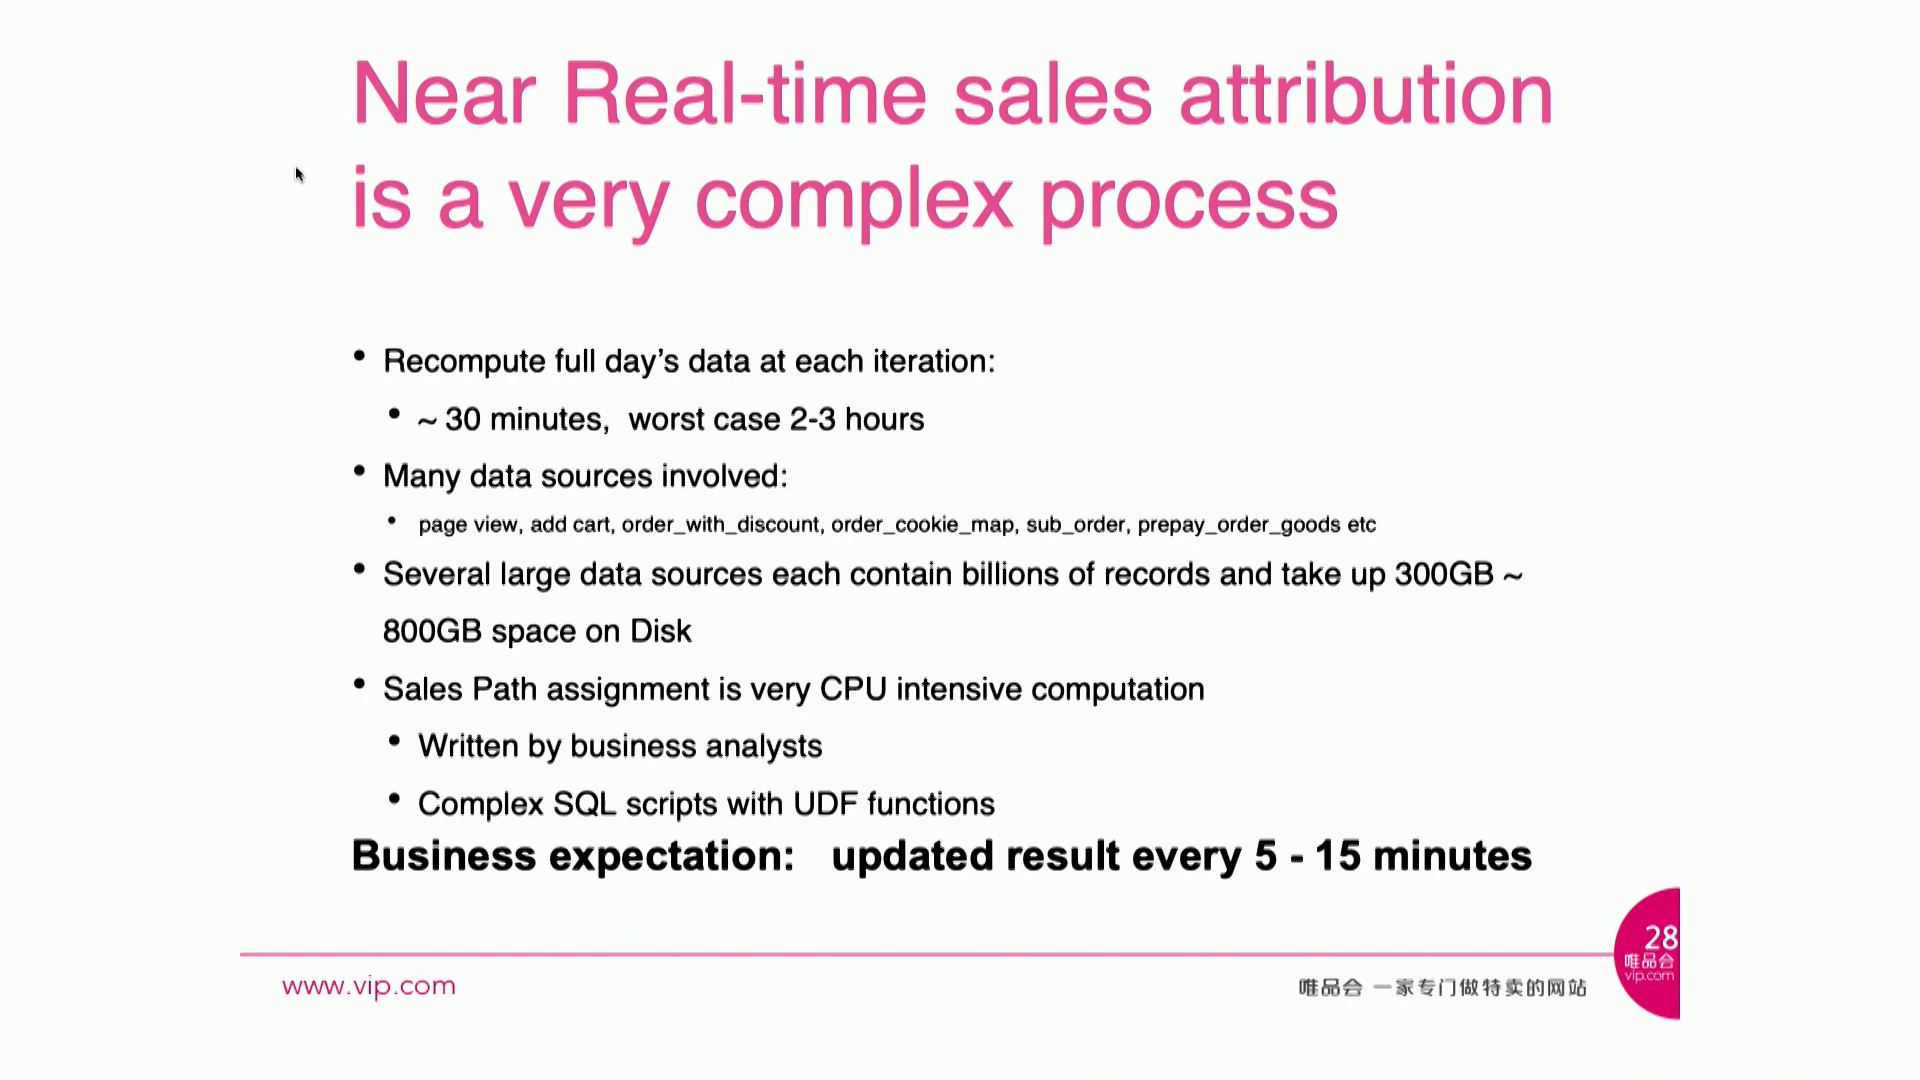 Near Real-time sales attribution
is a very complex process
• Recompute full day’s data at each iteration:
• ~ 30 minutes,  worst case 2-3 hours
• Many data sources involved:
• page view, add cart, order_with_discount, order_cookie_map, sub_order, prepay_order_goods etc
• Several large data sources each contain billions of records and take up 300GB ~
800GB space on Disk
• Sales Path assignment is very CPU intensive computation
• Written by business analysts
• Complex SQL scripts with UDF functions
Business expectation:   updated result every 5 - 15 minutes
28
唯品会
vip.com
www.vip.com
唯品会 一家专门做特卖的网站